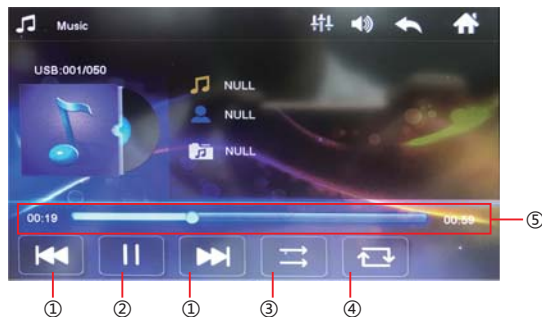 Music
USB:001/050
NULL
NULL
NULL
00:19
00:59
⑤
① ② ① ③ ④